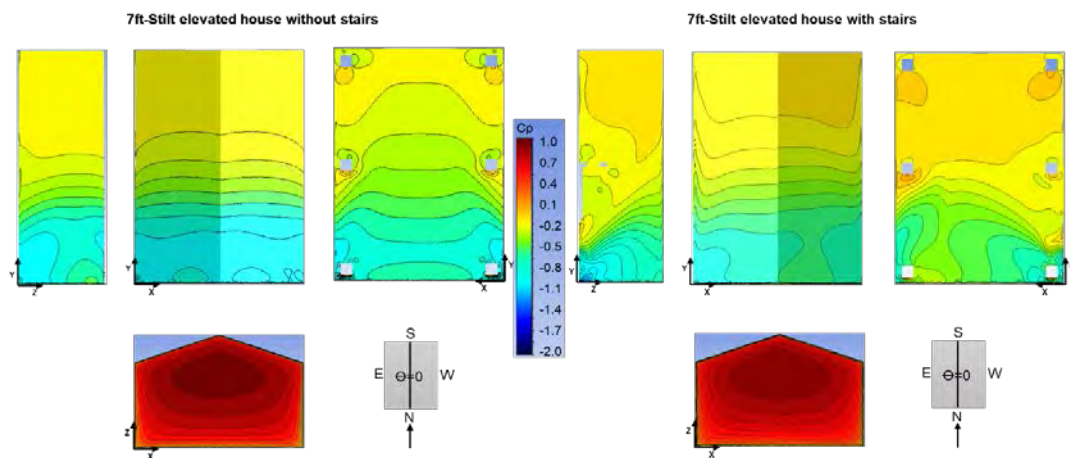 7ft-Stilt elevated house without stairs
7ft-Stilt elevated house with stairs
Y
Z
Y
X
Y
X
Cp
1.0
0.7
0.4
0.1
-0.2
-0.5
-0.8
-1.1
-1.4
-1.7
-2.0
Y
Z
Y
X
Y
X
Z
X
S
E Θ=0 W
N
Z
X
S
E Θ=0 W
N